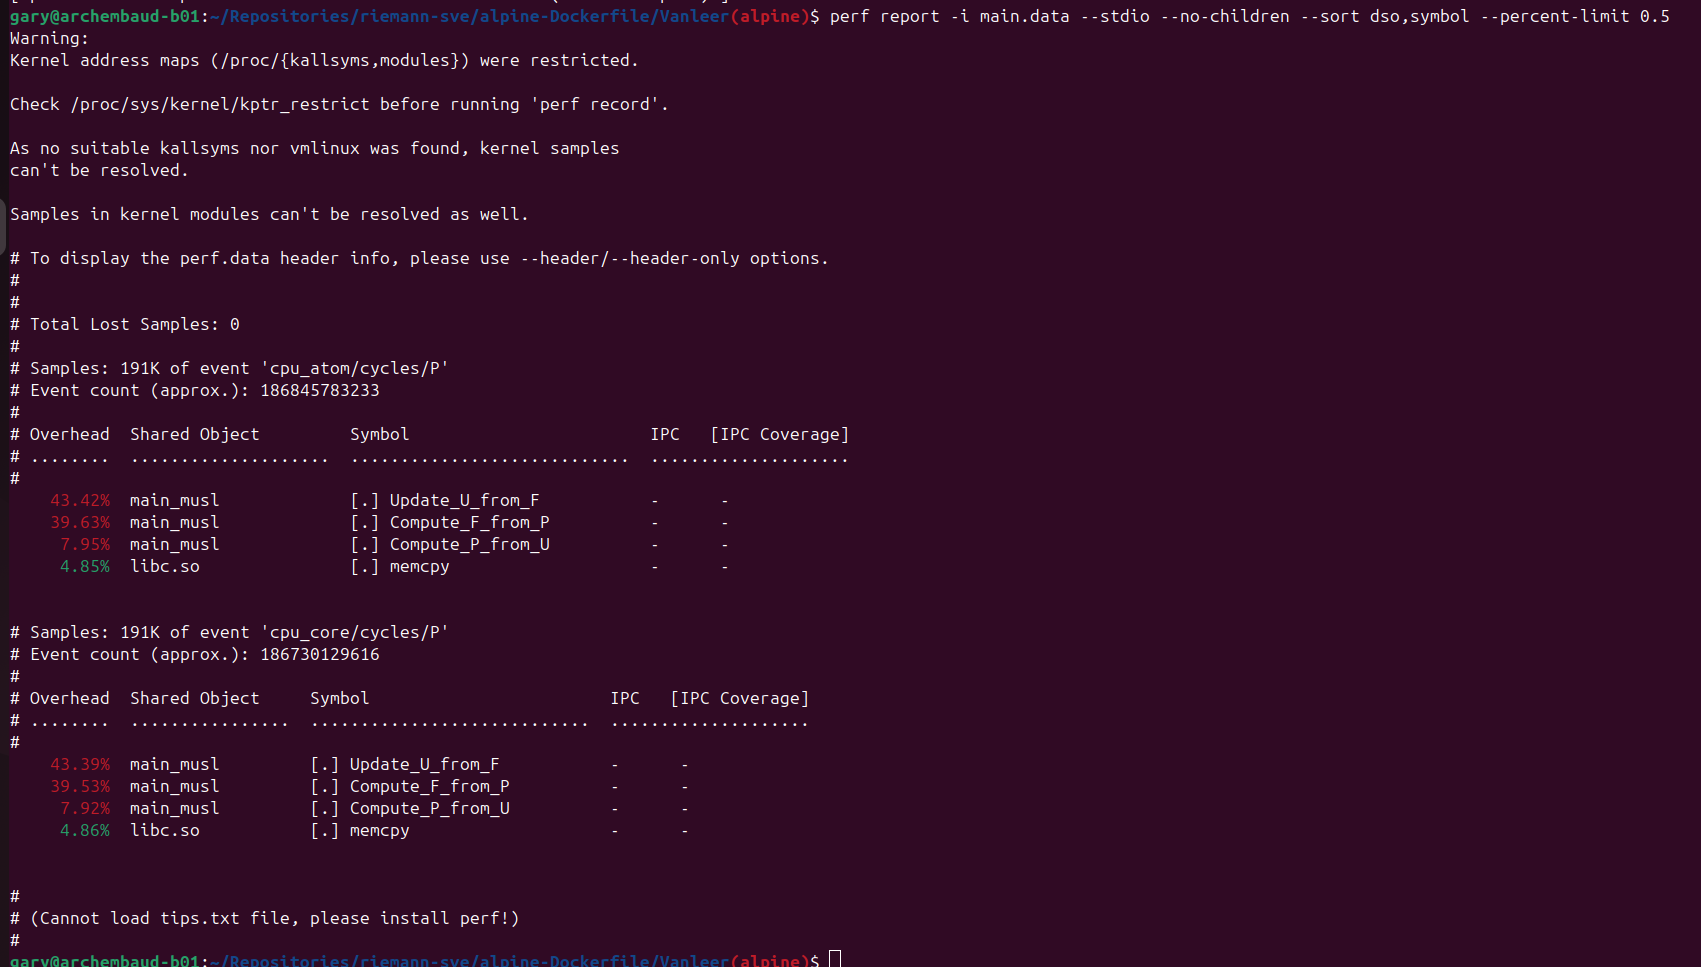 gary@archembaud-b01:~/Repositories/riemann-sve/alpine-Dockerfile/Vanleer(alpine)$ perf report -i main.data --stdio --no-children --sort dso,symbol --percent-limit 0.5
Warning:
Kernel address maps (/proc/{kallsyms,modules}) were restricted.
Check /proc/sys/kernel/kptr_restrict before running 'perf record'.
As no suitable kallsyms nor vmlinux was found, kernel samples
can't be resolved.
Samples in kernel modules can't be resolved as well.
# To display the perf.data header info, please use --header/--header-only options.
#
#
# Total Lost Samples: 0
#
# Samples: 191K of event 'cpu_atom/cycles/P'
# Event count (approx.): 186845783233
#
# Overhead  Shared Object         Symbol                        IPC   [IPC Coverage]
# ........  ....................  ............................  ....................
#
    43.42%  main_musl             [.] Update_U_from_F           -      -
    39.63%  main_musl             [.] Compute_F_from_P          -      -
     7.95%  main_musl             [.] Compute_P_from_U          -      -
     4.85%  libc.so               [.] memcpy                    -      -
# Samples: 191K of event 'cpu_core/cycles/P'
# Event count (approx.): 186730129616
#
# Overhead  Shared Object     Symbol                        IPC   [IPC Coverage]
# ........  ................  ............................  ....................
#
    43.39%  main_musl         [.] Update_U_from_F           -      -
    39.53%  main_musl         [.] Compute_F_from_P          -      -
     7.92%  main_musl         [.] Compute_P_from_U          -      -
     4.86%  libc.so           [.] memcpy                    -      -
#
# (Cannot load tips.txt file, please install perf!)
#
gary@archembaud-b01:~/Repositories/riemann-sve/alpine-Dockerfile/Vanleer(alpine)$